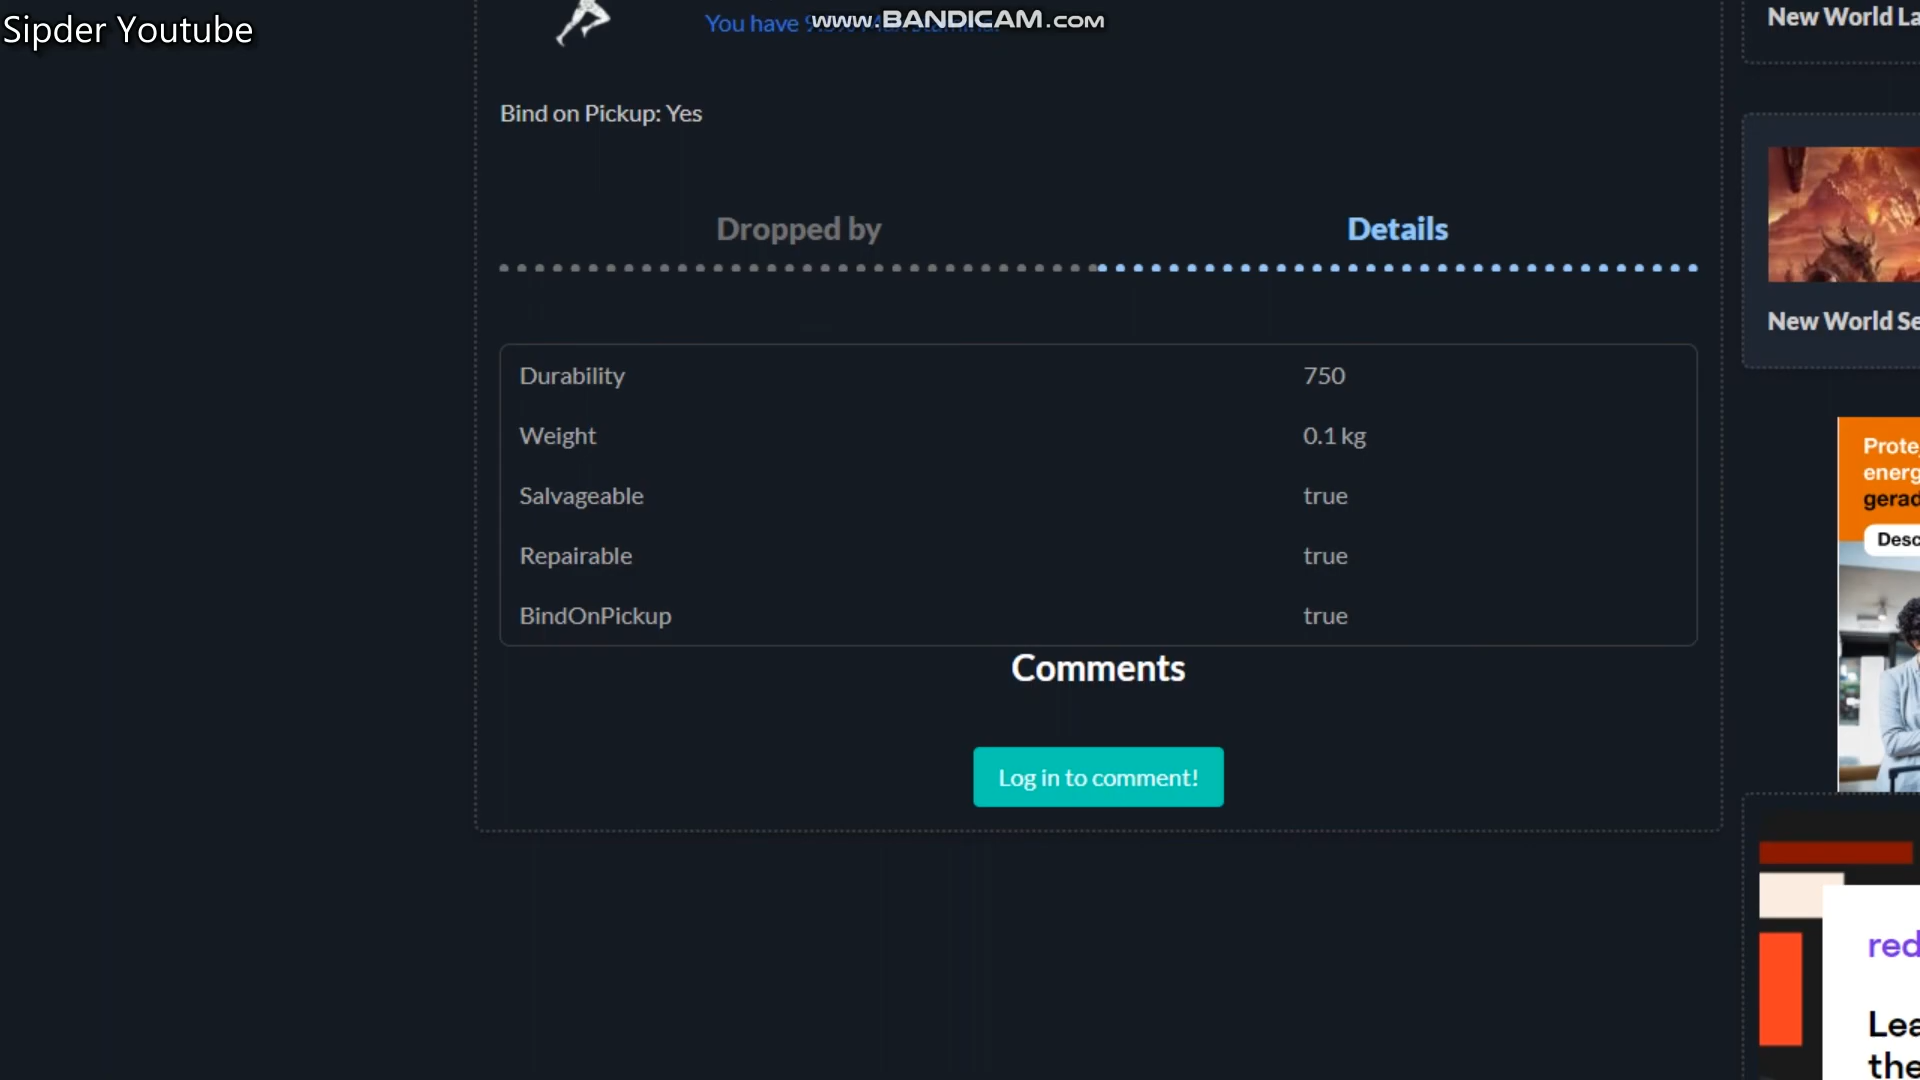 Sipder Youtube
www.BANDICAM.com
You have
Bind on Pickup: Yes
Dropped by
Details
Durability 750
Weight 0.1 kg
Salvageable true
Repairable true
BindOnPickup true
Comments
Log in to comment!
New World La
New World Se
Prote
energ
gerad
Desc
red
Lea
the